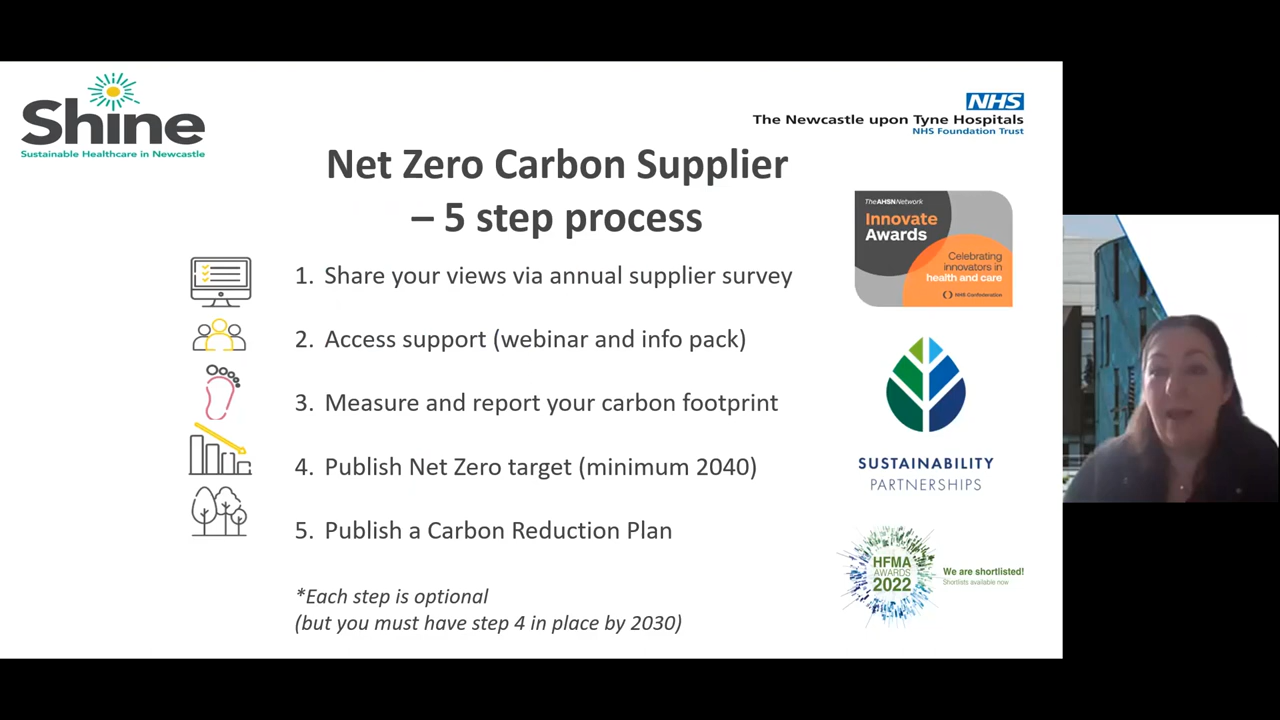 Shine
Sustainable Healthcare in Newcastle
NHS
The Newcastle upon Tyne Hospitals
NHS Foundation Trust
Net Zero Carbon Supplier
– 5 step process
1. Share your views via annual supplier survey
2. Access support (webinar and info pack)
3. Measure and report your carbon footprint
4. Publish Net Zero target (minimum 2040)
5. Publish a Carbon Reduction Plan
*Each step is optional
(but you must have step 4 in place by 2030)
The AHSN Network
Innovate
Awards
Celebrating
innovators in
health and care
NHS Confederation
SUSTAINABILITY
PARTNERSHIPS
HFMA
AWARDS
2022
We are shortlisted!
Shortlists available now